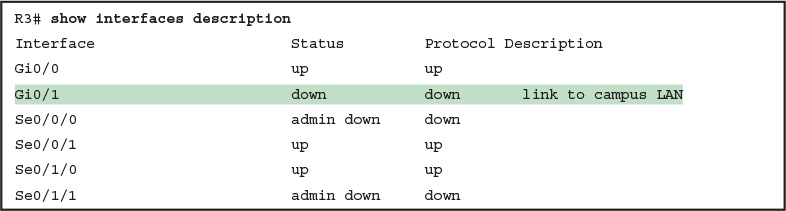 R3# show interfaces description
Interface Status Protocol Description
Gi0/0 up up
Gi0/1 down down link to campus LAN
Se0/0/0 admin down down
Se0/0/1 up up
Se0/1/0 up up
Se0/1/1 admin down down